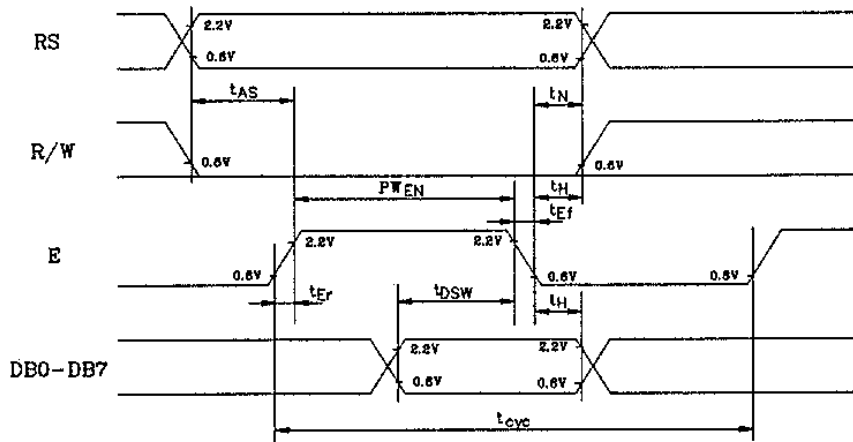 RS
2.2V
2.2V
0.6V
0.6V
tAS
tN
R/W
0.6V
0.6V
PWEN
tH
tEf
E
2.2V
2.2V
0.6V
0.6V
0.6V
tEr
tDSW
tH
DB0-DB7
2.2V
2.2V
0.6V
0.6V
tcyc